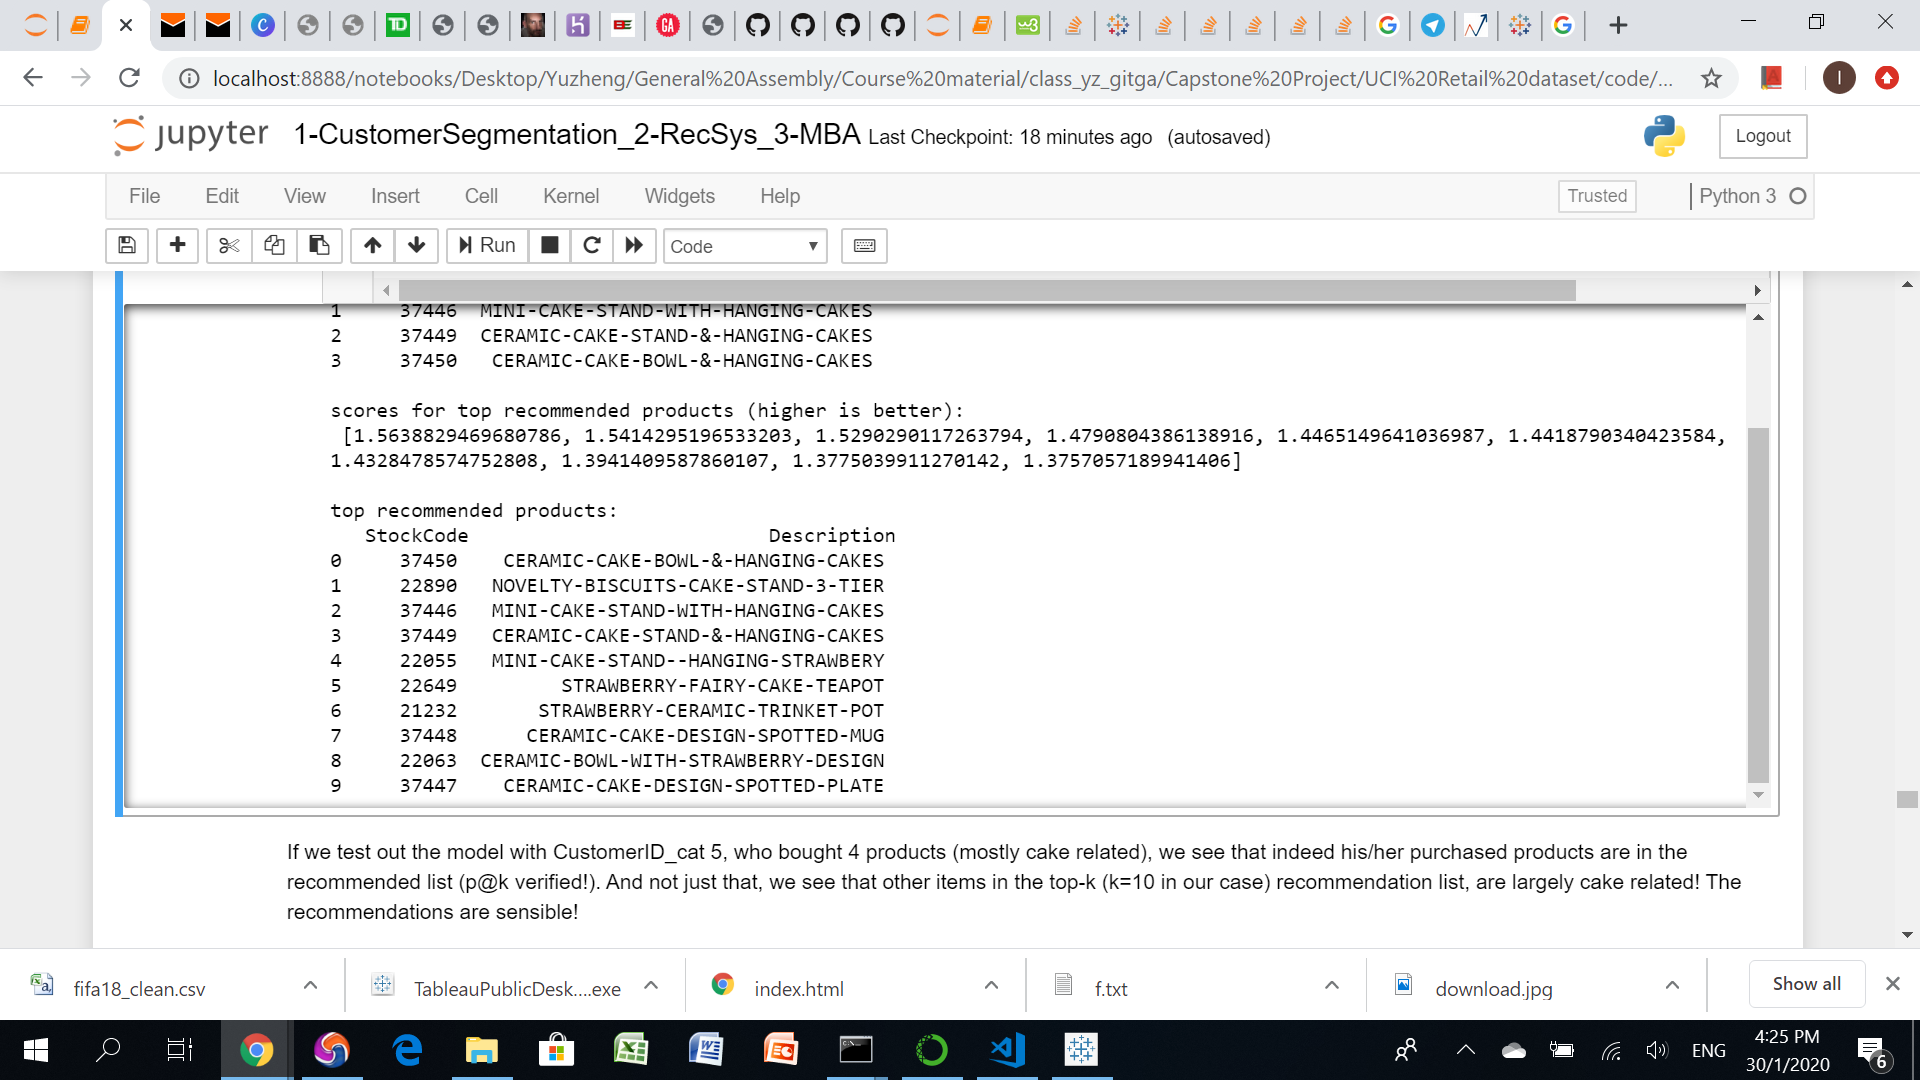 localhost:8888/notebooks/Desktop/Yuzheng/General%20Assembly/Course%20material/class_yz_gitga/Capstone%20Project/UCI%20Retail%20dataset/code/...
jupyter 1-CustomerSegmentation_2-RecSys_3-MBA Last Checkpoint: 18 minutes ago (autosaved)
Logout
File Edit View Insert Cell Kernel Widgets Help
Trusted Python 3
Run Code
1 37446 MINI-CAKE-STAND-WITH-HANGING-CAKES
2 37449 CERAMIC-CAKE-STAND-&-HANGING-CAKES
3 37450 CERAMIC-CAKE-BOWL-&-HANGING-CAKES
scores for top recommended products (higher is better):
[1.5638829469680786, 1.5414295196533203, 1.5290290117263794, 1.4790804386138916, 1.4465149641036987, 1.4418790340423584,
1.4328478574752808, 1.3941409587860107, 1.3775039911270142, 1.3757057189941406]
top recommended products:
StockCode Description
0 37450 CERAMIC-CAKE-BOWL-&-HANGING-CAKES
1 22890 NOVELTY-BISCUITS-CAKE-STAND-3-TIER
2 37446 MINI-CAKE-STAND-WITH-HANGING-CAKES
3 37449 CERAMIC-CAKE-STAND-&-HANGING-CAKES
4 22055 MINI-CAKE-STAND--HANGING-STRAWBERY
5 22649 STRAWBERRY-FAIRY-CAKE-TEAPOT
6 21232 STRAWBERRY-CERAMIC-TRINKET-POT
7 37448 CERAMIC-CAKE-DESIGN-SPOTTED-MUG
8 22063 CERAMIC-BOWL-WITH-STRAWBERRY-DESIGN
9 37447 CERAMIC-CAKE-DESIGN-SPOTTED-PLATE
If we test out the model with CustomerID_cat 5, who bought 4 products (mostly cake related), we see that indeed his/her purchased products are in the
recommended list (p@k verified!). And not just that, we see that other items in the top-k (k=10 in our case) recommendation list, are largely cake related! The
recommendations are sensible!
fifa18_clean.csv
TableauPublicDesk....exe
index.html
f.txt
download.jpg
Show all
ENG
4:25 PM
30/1/2020
6